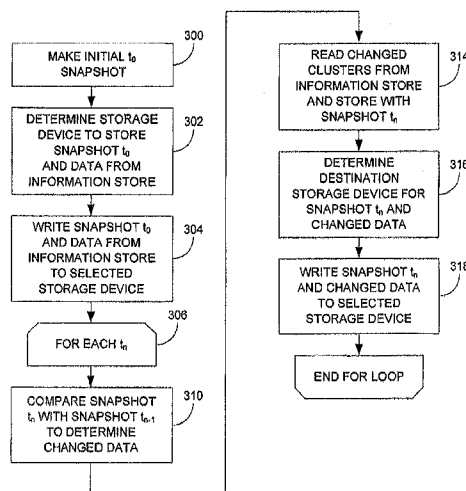 300
MAKE INITIAL t0
SNAPSHOT
302
DETERMINE STORAGE
DEVICE TO STORE
SNAPSHOT t0
AND DATA FROM
INFORMATION STORE
304
WRITE SNAPSHOT t0
AND DATA FROM
INFORMATION STORE
TO SELECTED
STORAGE DEVICE
306
FOR EACH tn
310
COMPARE SNAPSHOT
tn WITH SNAPSHOT tn-1
TO DETERMINE
CHANGED DATA
314
READ CHANGED
CLUSTERS FROM
INFORMATION STORE
AND STORE WITH
SNAPSHOT tn
316
DETERMINE
DESTINATION
STORAGE DEVICE FOR
SNAPSHOT tn AND
CHANGED DATA
318
WRITE SNAPSHOT tn
AND CHANGED DATA
TO SELECTED
STORAGE DEVICE
END FOR LOOP